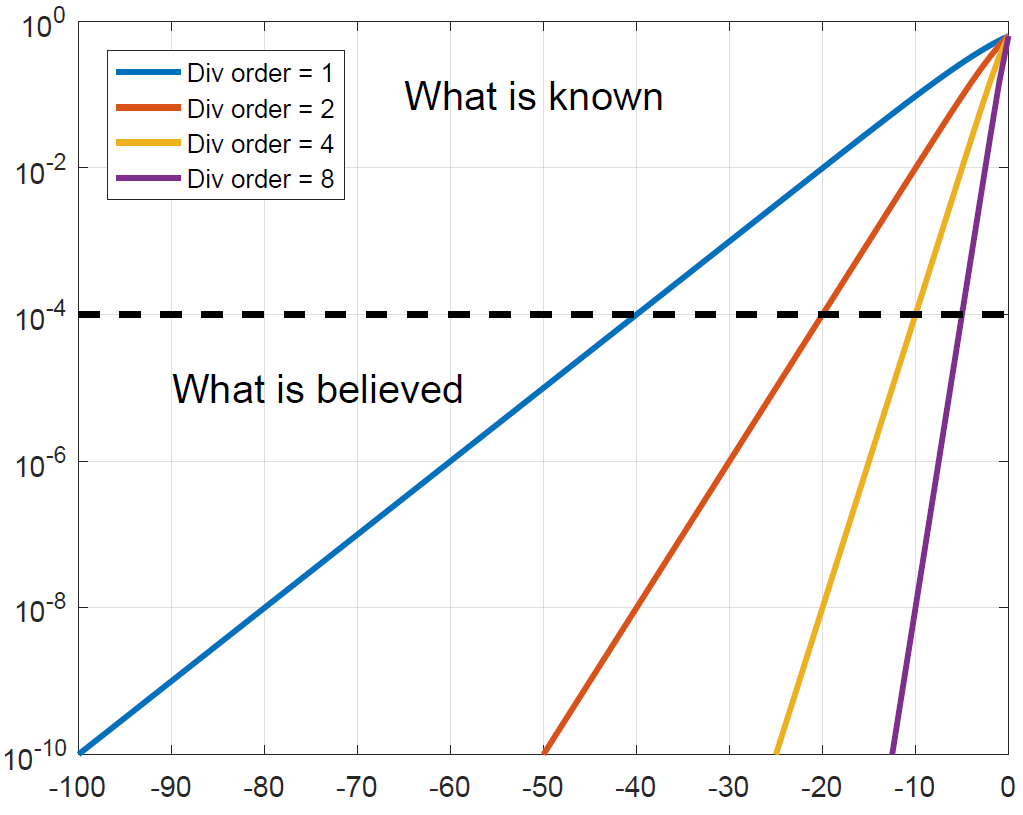 10^0
Div order = 1
Div order = 2
Div order = 4
Div order = 8
What is known
10^-2
10^-4
What is believed
10^-6
10^-8
10^-10
-100 -90 -80 -70 -60 -50 -40 -30 -20 -10 0